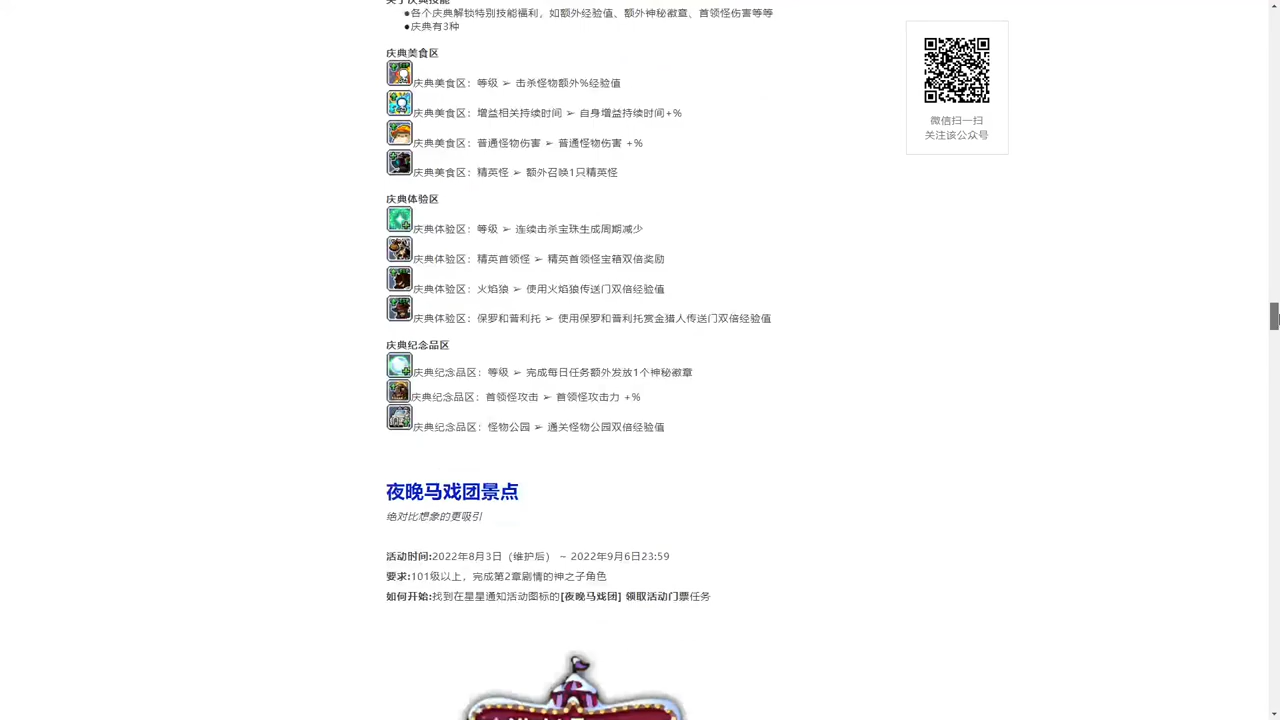 关于庆典技能
●各个庆典解锁特别技能福利，如额外经验值、额外神秘徽章、首领怪伤害等等
●庆典有3种
庆典美食区
庆典美食区：等级 ➢ 击杀怪物额外%经验值
庆典美食区：增益相关持续时间 ➢ 自身增益持续时间+%
庆典美食区：普通怪物伤害 ➢ 普通怪物伤害 +%
庆典美食区：精英怪 ➢ 额外召唤1只精英怪
庆典体验区
庆典体验区：等级 ➢ 连续击杀宝珠生成周期减少
庆典体验区：精英首领怪 ➢ 精英首领怪宝箱双倍奖励
庆典体验区：火焰狼 ➢ 使用火焰狼传送门双倍经验值
庆典体验区：保罗和普利托 ➢ 使用保罗和普利托赏金猎人传送门双倍经验值
庆典纪念品区
庆典纪念品区：等级 ➢ 完成每日任务额外发放1个神秘徽章
庆典纪念品区：首领怪攻击 ➢ 首领怪攻击力 +%
庆典纪念品区：怪物公园 ➢ 通关怪物公园双倍经验值
夜晚马戏团景点
绝对比想象的更吸引
活动时间:2022年8月3日（维护后） ~ 2022年9月6日23:59
要求:101级以上，完成第2章剧情的神之子角色
如何开始:找到在星星通知活动图标的[夜晚马戏团] 领取活动门票任务
微信扫一扫
关注该公众号